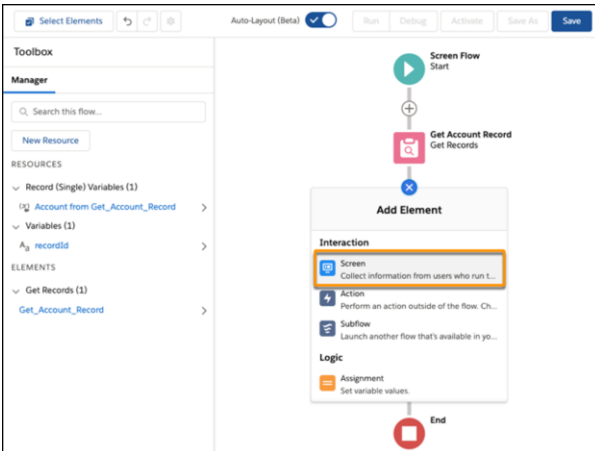 Select Elements
Auto-Layout (Beta)
Run
Debug
Activate
Save As
Save
Toolbox
Manager
Search this flow...
New Resource
RESOURCES
Record (Single) Variables (1)
Account from Get_Account_Record
Variables (1)
Aa recordId
ELEMENTS
Get Records (1)
Get_Account_Record
Screen Flow
Start
Get Account Record
Get Records
Add Element
Interaction
Screen
Collect information from users who run t...
Action
Perform an action outside of the flow. Ch...
Subflow
Launch another flow that's available in yo...
Logic
Assignment
Set variable values.
End